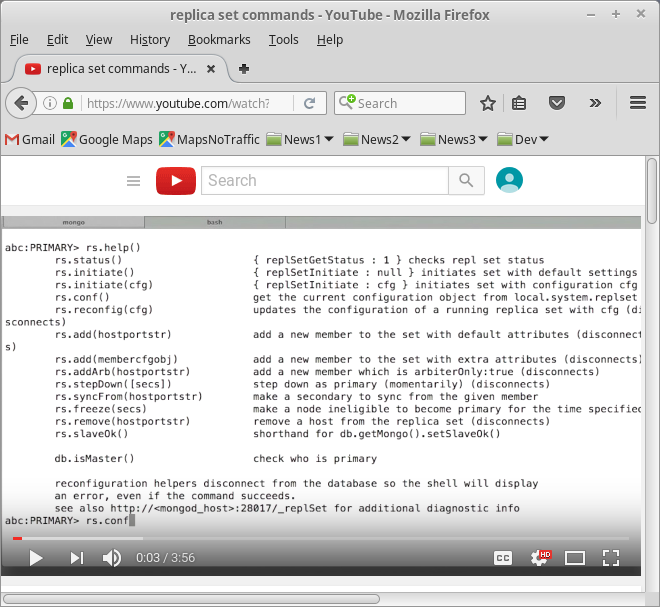 replica set commands - YouTube - Mozilla Firefox
File Edit View History Bookmarks Tools Help
replica set commands - Y...
https://www.youtube.com/watch? Search
Gmail Google Maps MapsNoTraffic News1 News2 News3 Dev
Search
mongo bash
abc:PRIMARY> rs.help()
rs.status() { replSetGetStatus : 1 } checks repl set status
rs.initiate() { replSetInitiate : null } initiates set with default settings
rs.initiate(cfg) { replSetInitiate : cfg } initiates set with configuration cfg
rs.conf() get the current configuration object from local.system.replset
rs.reconfig(cfg) updates the configuration of a running replica set with cfg (di
sconnects)
rs.add(hostportstr) add a new member to the set with default attributes (disconnect
s)
rs.add(membercfgobj) add a new member to the set with extra attributes (disconnects)
rs.addArb(hostportstr) add a new member which is arbiterOnly:true (disconnects)
rs.stepDown([secs]) step down as primary (momentarily) (disconnects)
rs.syncFrom(hostportstr) make a secondary to sync from the given member
rs.freeze(secs) make a node ineligible to become primary for the time specified
rs.remove(hostportstr) remove a host from the replica set (disconnects)
rs.slaveOk() shorthand for db.getMongo().setSlaveOk()
db.isMaster() check who is primary
reconfiguration helpers disconnect from the database so the shell will display
an error, even if the command succeeds.
see also http://<mongod_host>:28017/_replSet for additional diagnostic info
abc:PRIMARY> rs.conf
0:03 / 3:56 CC HD